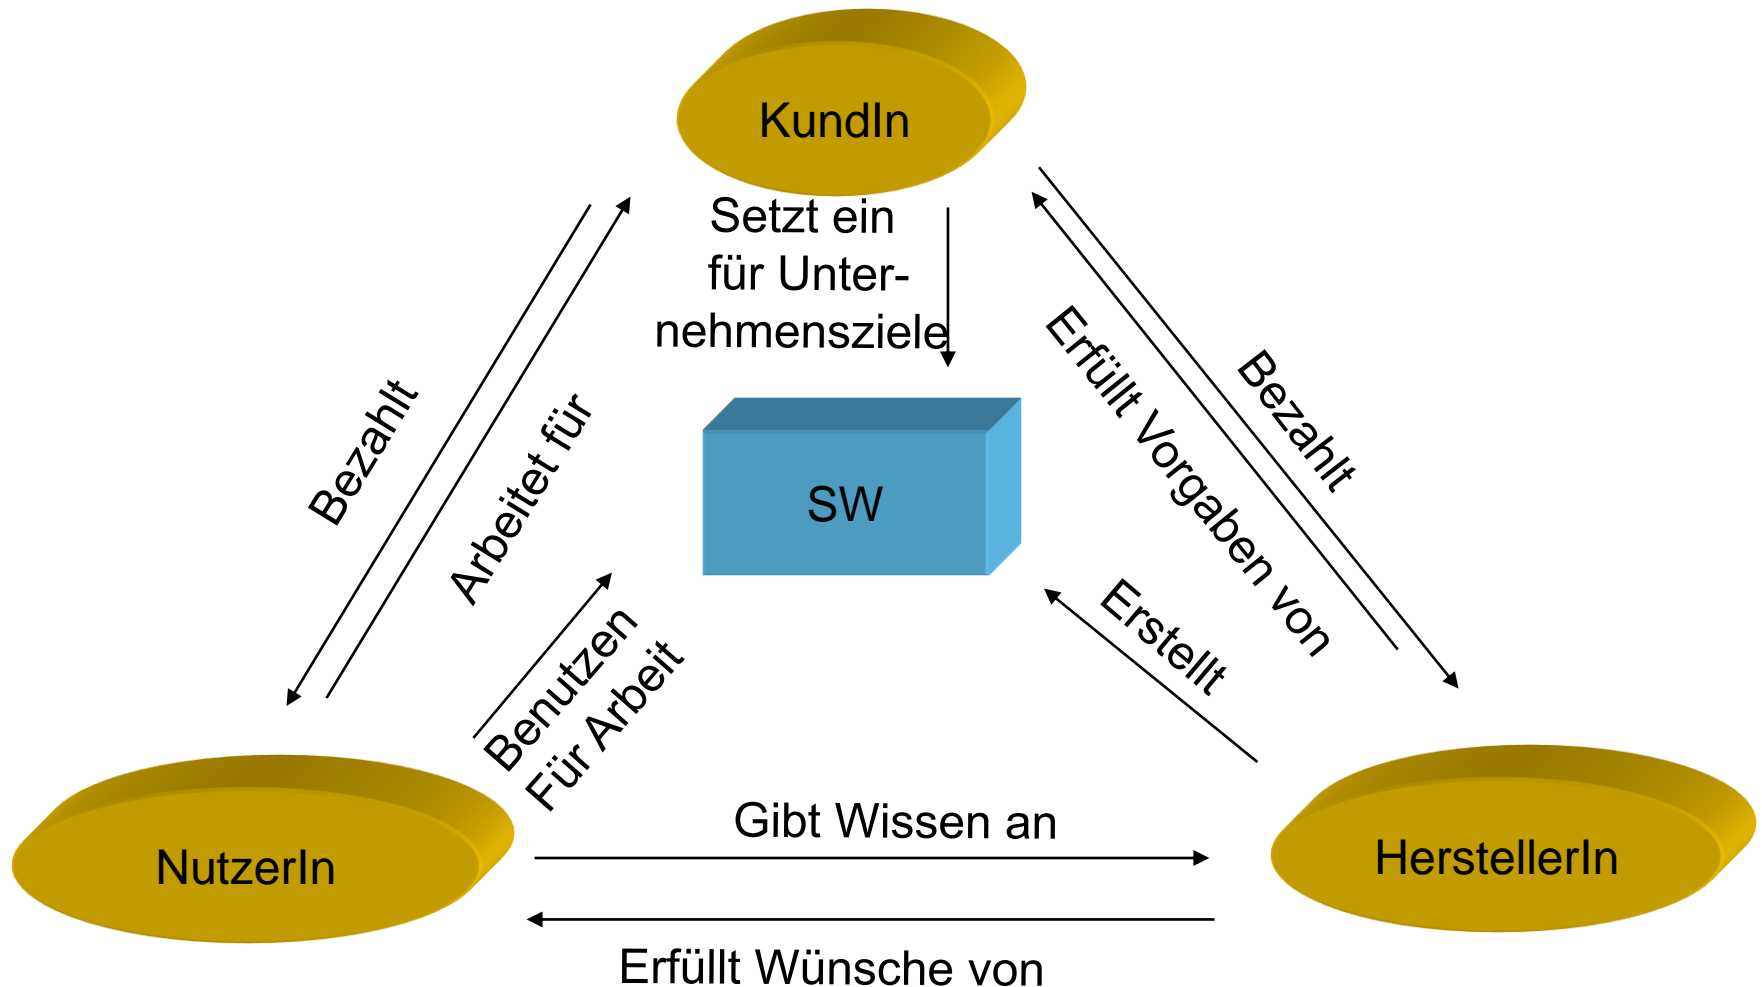 KundIn
Setzt ein
für Unter-
nehmensziele
Bezahlt
Arbeitet für
Erfüllt Vorgaben von
Bezahlt
SW
Benutzen
Für Arbeit
Erstellt
Gibt Wissen an
NutzerIn
HerstellerIn
Erfüllt Wünsche von